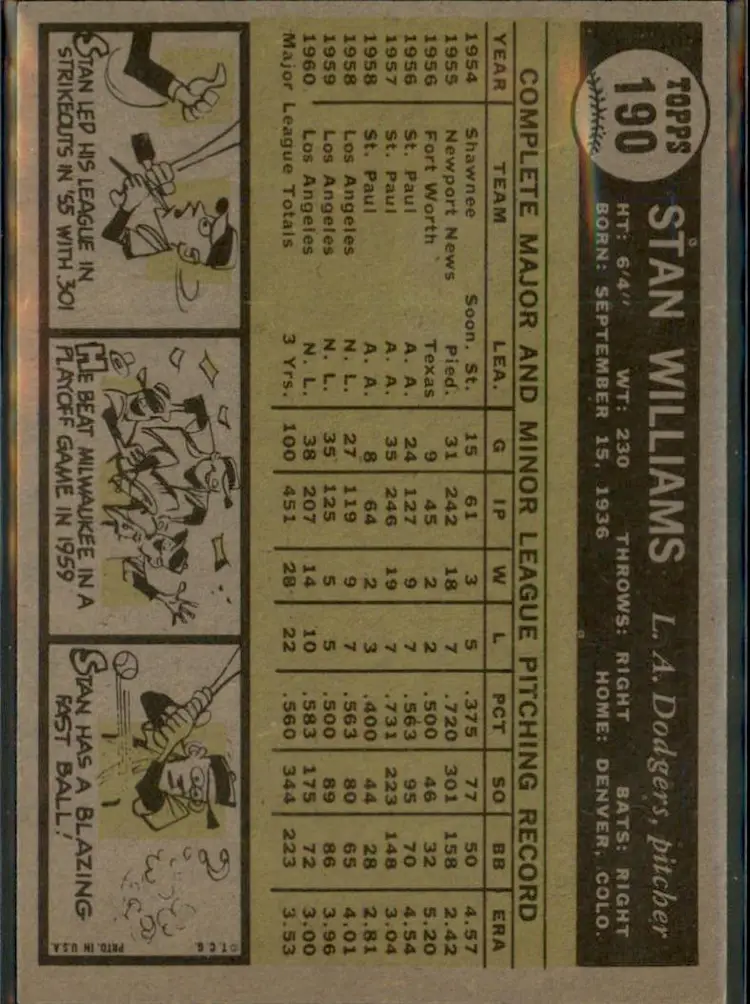 TOPPS
190
STAN WILLIAMS L. A. Dodgers, pitcher
HT: 6'4" WT: 230 THROWS: RIGHT BATS: RIGHT
BORN: SEPTEMBER 15, 1936 HOME: DENVER, COLO.
COMPLETE MAJOR AND MINOR LEAGUE PITCHING RECORD
YEAR TEAM LEA. G IP W L PCT SO BB ERA
1954 Shawnee Soon. St. 15 61 3 5 .375 77 50 4.57
1955 Newport News Pied. 31 242 18 7 .720 301 158 2.42
1956 Fort Worth Texas 9 45 2 2 .500 46 32 5.20
1956 St. Paul A. A. 24 127 9 7 .563 95 70 4.54
1957 St. Paul A. A. 35 246 19 7 .731 223 148 3.04
1958 St. Paul A. A. 8 64 2 3 .400 44 28 2.81
1958 Los Angeles N. L. 27 119 9 7 .563 80 65 4.01
1959 Los Angeles N. L. 35 125 5 5 .500 89 86 3.96
1960 Los Angeles N. L. 38 207 14 10 .583 175 72 3.00
Major League Totals 3 Yrs. 100 451 28 22 .560 344 223 3.53
STAN LED HIS LEAGUE IN
STRIKEOUTS IN '55 WITH 301
HE BEAT MILWAUKEE IN A
PLAYOFF GAME IN 1959
STAN HAS A BLAZING
FAST BALL!
© T. C. G.
PRTD. IN U.S.A.